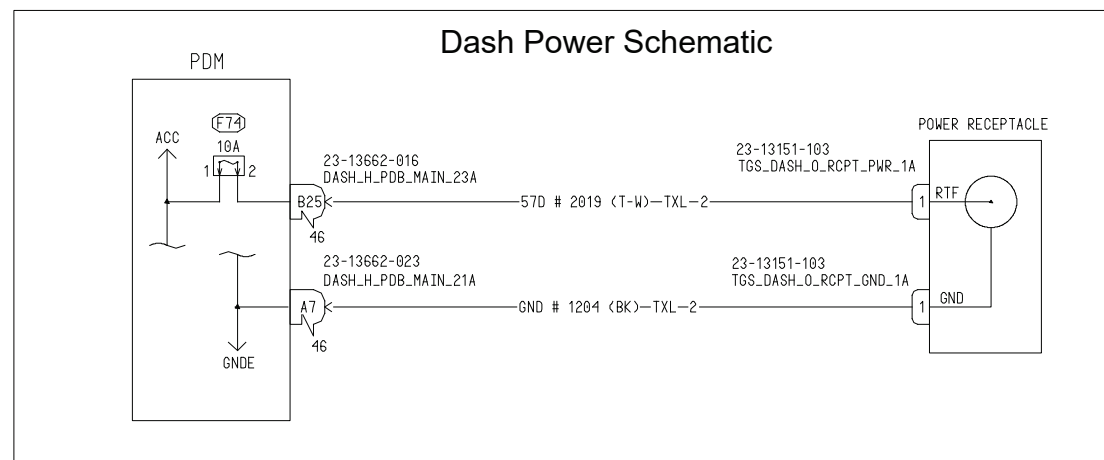 Dash Power Schematic
PDM
F74
ACC
10A
1 2
POWER RECEPTACLE
23-13662-016
DASH_H_PDB_MAIN_23A
23-13151-103
TGS_DASH_O_RCPT_PWR_1A
B25
57D # 2019 (T-W)-TXL-2
1
RTF
46
23-13662-023
DASH_H_PDB_MAIN_21A
23-13151-103
TGS_DASH_O_RCPT_GND_1A
A7
GND # 1204 (BK)-TXL-2
1
GND
46
GNDE